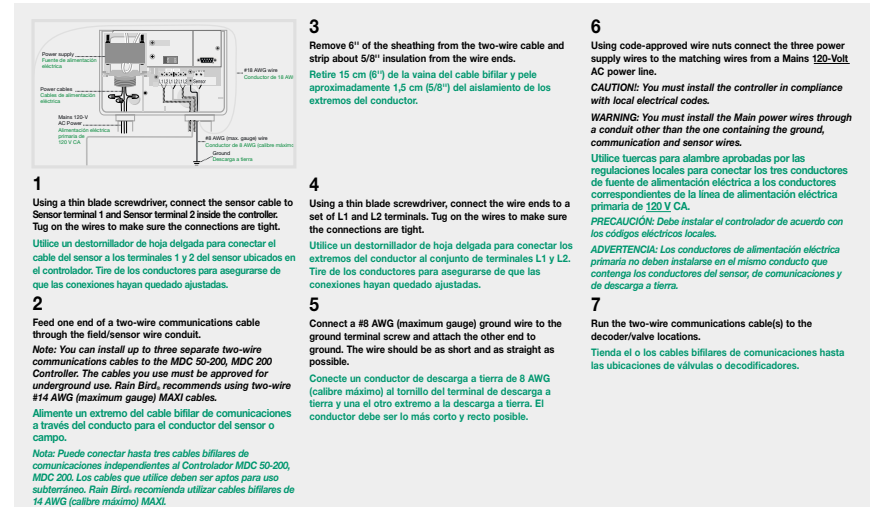 Power supply
Fuente de alimentación
eléctrica
Power cables
Cables de alimentación
eléctrica
Mains 120-V
AC Power
Alimentación eléctrica
primaria de
120 V CA
Sensor
#18 AWG wire
Conductor de 18 AW
#8 AWG (max. gauge) wire
Conductor de 8 AWG (calibre máximo
Ground
Descarga a tierra
1
Using a thin blade screwdriver, connect the sensor cable to
Sensor terminal 1 and Sensor terminal 2 inside the controller.
Tug on the wires to make sure the connections are tight.
Utilice un destornillador de hoja delgada para conectar el
cable del sensor a los terminales 1 y 2 del sensor ubicados en
el controlador. Tire de los conductores para asegurarse de
que las conexiones hayan quedado ajustadas.
2
Feed one end of a two-wire communications cable
through the field/sensor wire conduit.
Note: You can install up to three separate two-wire
communications cables to the MDC 50-200, MDC 200
Controller. The cables you use must be approved for
underground use. Rain Bird® recommends using two-wire
#14 AWG (maximum gauge) MAXI cables.
Alimente un extremo del cable bifilar de comunicaciones
a través del conducto para el conductor del sensor o
campo.
Nota: Puede conectar hasta tres cables bifilares de
comunicaciones independientes al Controlador MDC 50-200,
MDC 200. Los cables que utilice deben ser aptos para uso
subterráneo. Rain Bird® recomienda utilizar cables bifilares de
14 AWG (calibre máximo) MAXI.
3
Remove 6" of the sheathing from the two-wire cable and
strip about 5/8" insulation from the wire ends.
Retire 15 cm (6") de la vaina del cable bifilar y pele
aproximadamente 1,5 cm (5/8") del aislamiento de los
extremos del conductor.
4
Using a thin blade screwdriver, connect the wire ends to a
set of L1 and L2 terminals. Tug on the wires to make sure
the connections are tight.
Utilice un destornillador de hoja delgada para conectar los
extremos del conductor al conjunto de terminales L1 y L2.
Tire de los conductores para asegurarse de que las
conexiones hayan quedado ajustadas.
5
Connect a #8 AWG (maximum gauge) ground wire to the
ground terminal screw and attach the other end to
ground. The wire should be as short and as straight as
possible.
Conecte un conductor de descarga a tierra de 8 AWG
(calibre máximo) al tornillo del terminal de descarga a
tierra y una el otro extremo a la descarga a tierra. El
conductor debe ser lo más corto y recto posible.
6
Using code-approved wire nuts connect the three power
supply wires to the matching wires from a Mains 120-Volt
AC power line.
CAUTION!: You must install the controller in compliance
with local electrical codes.
WARNING: You must install the Main power wires through
a conduit other than the one containing the ground,
communication and sensor wires.
Utilice tuercas para alambre aprobadas por las
regulaciones locales para conectar los tres conductores
de fuente de alimentación eléctrica a los conductores
correspondientes de la línea de alimentación eléctrica
primaria de 120 V CA.
PRECAUCIÓN: Debe instalar el controlador de acuerdo con
los códigos eléctricos locales.
ADVERTENCIA: Los conductores de alimentación eléctrica
primaria no deben instalarse en el mismo conducto que
contenga los conductores del sensor, de comunicaciones y
de descarga a tierra.
7
Run the two-wire communications cable(s) to the
decoder/valve locations.
Tienda el o los cables bifilares de comunicaciones hasta
las ubicaciones de válvulas o decodificadores.